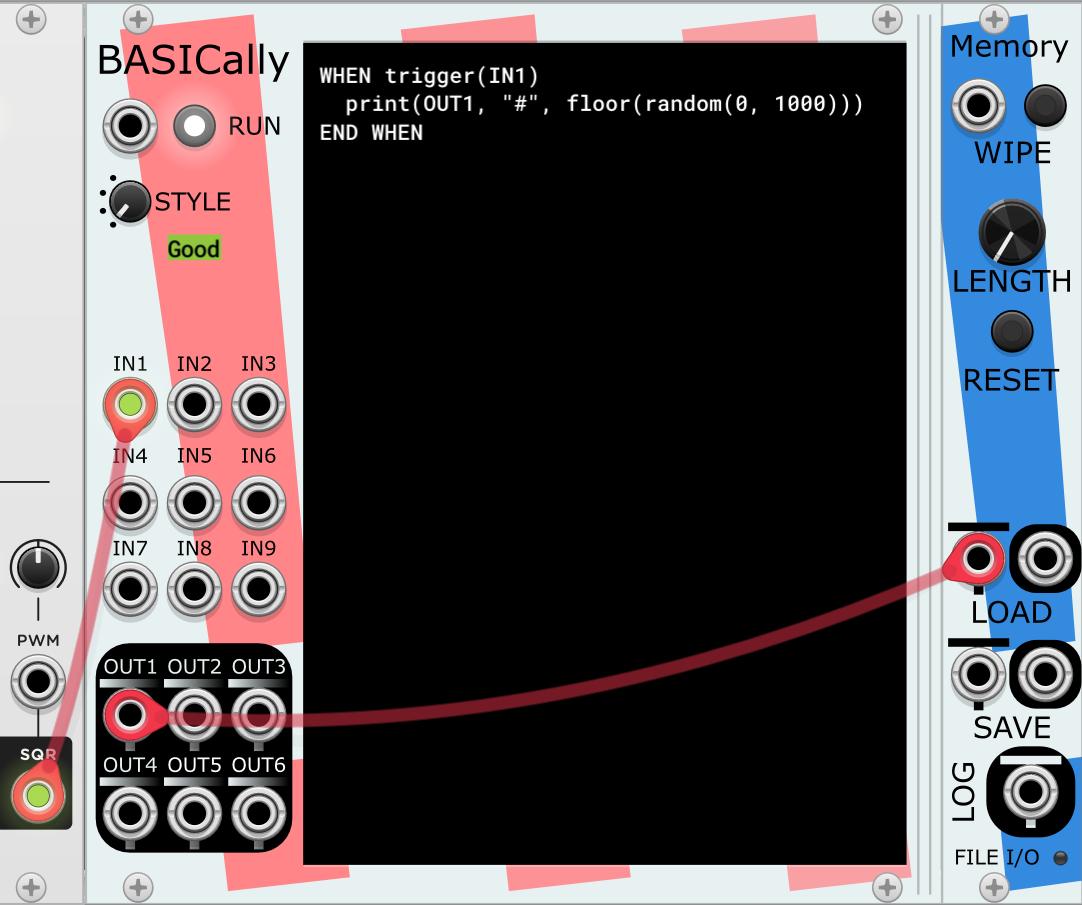 BASICally
RUN
STYLE
Good
IN1 IN2 IN3
IN4 IN5 IN6
IN7 IN8 IN9
OUT1 OUT2 OUT3
OUT4 OUT5 OUT6
PWM
SQR
WHEN trigger(IN1)
  print(OUT1, "#", floor(random(0, 1000)))
END WHEN
Memory
WIPE
LENGTH
RESET
LOAD
SAVE
LOG
FILE I/O